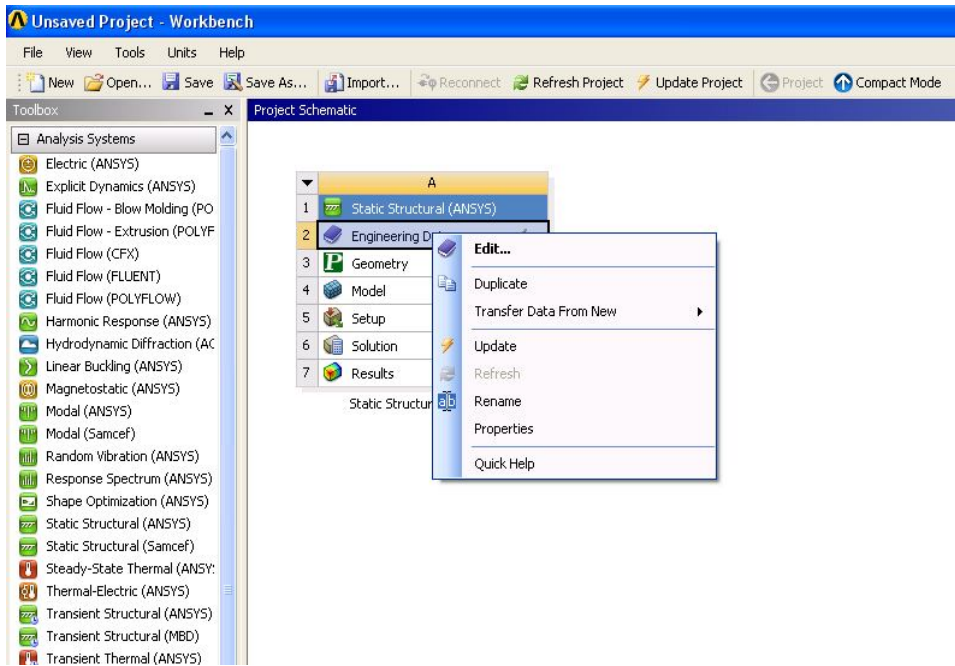 Unsaved Project - Workbench
File View Tools Units Help
New Open... Save Save As... Import... Reconnect Refresh Project Update Project Project Compact Mode
Toolbox
Project Schematic
Analysis Systems
Electric (ANSYS)
Explicit Dynamics (ANSYS)
Fluid Flow - Blow Molding (PO
Fluid Flow - Extrusion (POLYF
Fluid Flow (CFX)
Fluid Flow (FLUENT)
Fluid Flow (POLYFLOW)
Harmonic Response (ANSYS)
Hydrodynamic Diffraction (AQ
Linear Buckling (ANSYS)
Magnetostatic (ANSYS)
Modal (ANSYS)
Modal (Samcef)
Random Vibration (ANSYS)
Response Spectrum (ANSYS)
Shape Optimization (ANSYS)
Static Structural (ANSYS)
Static Structural (Samcef)
Steady-State Thermal (ANSY
Thermal-Electric (ANSYS)
Transient Structural (ANSYS)
Transient Structural (MBD)
Transient Thermal (ANSYS)
A
1 Static Structural (ANSYS)
2 Engineering D
3 Geometry
4 Model
5 Setup
6 Solution
7 Results
Static Structur
Edit...
Duplicate
Transfer Data From New
Update
Refresh
Rename
Properties
Quick Help